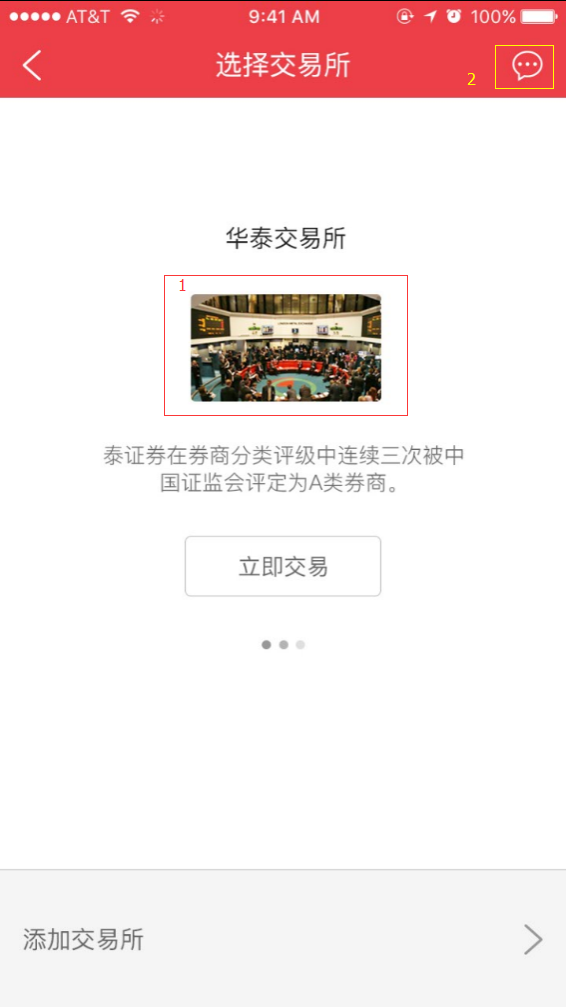 AT&T 9:41 AM 100%
选择交易所
2
华泰交易所
1
泰证券在券商分类评级中连续三次被中
国证监会评定为A类券商。
立即交易
添加交易所